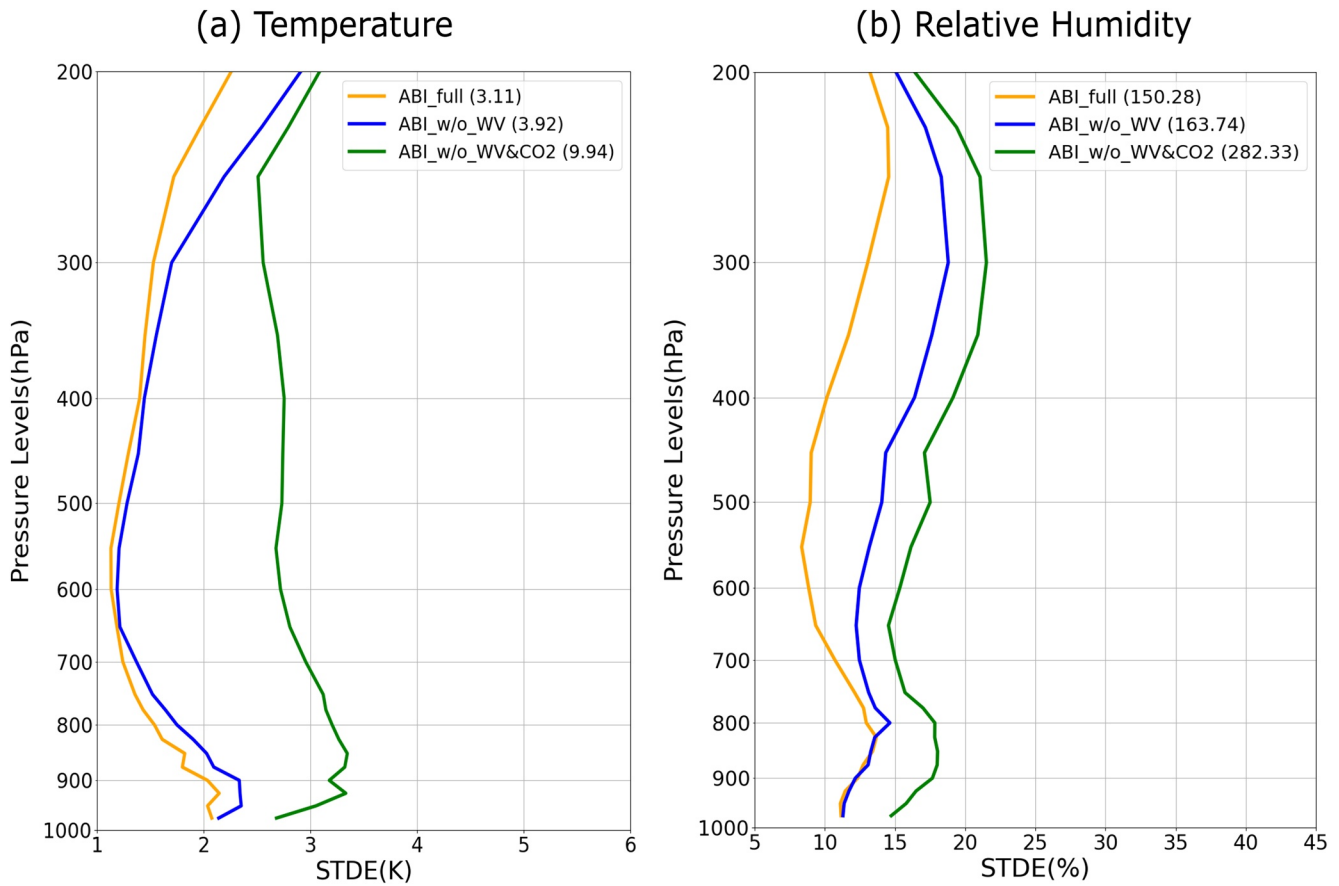 (a) Temperature
200
300
400
500
600
700
800
900
1000
Pressure Levels(hPa)
ABI_full (3.11)
ABI_w/o_WV (3.92)
ABI_w/o_WV&CO2 (9.94)
1 2 3 4 5 6
STDE(K)
(b) Relative Humidity
200
300
400
500
600
700
800
900
1000
Pressure Levels(hPa)
ABI_full (150.28)
ABI_w/o_WV (163.74)
ABI_w/o_WV&CO2 (282.33)
5 10 15 20 25 30 35 40 45
STDE(%)